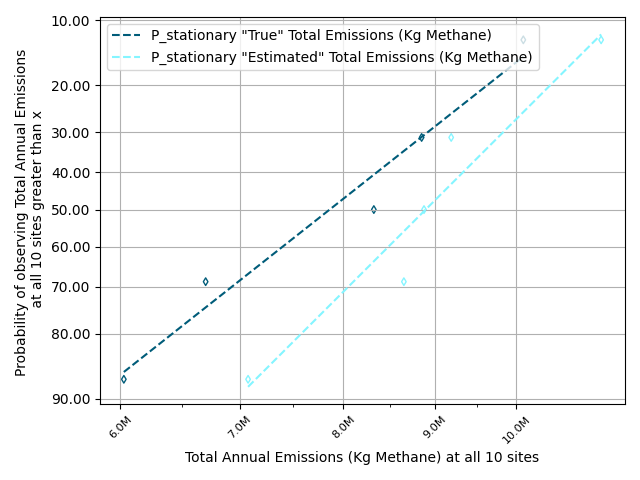 P_stationary "True" Total Emissions (Kg Methane)
P_stationary "Estimated" Total Emissions (Kg Methane)
Probability of observing Total Annual Emissions
at all 10 sites greater than x
10.00
20.00
30.00
40.00
50.00
60.00
70.00
80.00
90.00
6.0M
7.0M
8.0M
9.0M
10.0M
Total Annual Emissions (Kg Methane) at all 10 sites